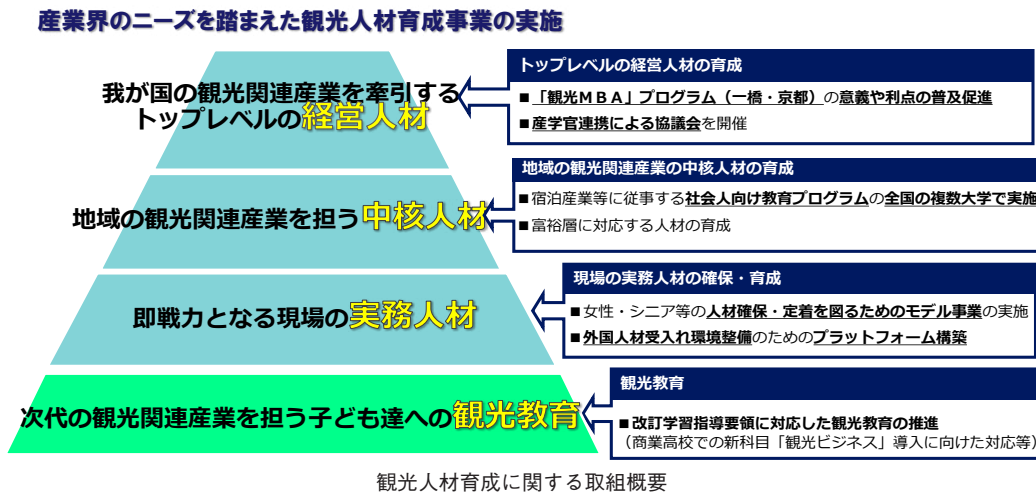 産業界のニーズを踏まえた観光人材育成事業の実施
我が国の観光関連産業を牽引する
トップレベルの経営人材
トップレベルの経営人材の育成
■「観光MBA」プログラム（一橋・京都）の意義や利点の普及促進
■産学官連携による協議会を開催
地域の観光関連産業を担う中核人材
地域の観光関連産業の中核人材の育成
■宿泊産業等に従事する社会人向け教育プログラムの全国の複数大学で実施
■富裕層に対応する人材の育成
即戦力となる現場の実務人材
現場の実務人材の確保・育成
■女性・シニア等の人材確保・定着を図るためのモデル事業の実施
■外国人材受入れ環境整備のためのプラットフォーム構築
次代の観光関連産業を担う子ども達への観光教育
観光教育
■改訂学習指導要領に対応した観光教育の推進
（商業高校での新科目「観光ビジネス」導入に向けた対応等）
観光人材育成に関する取組概要